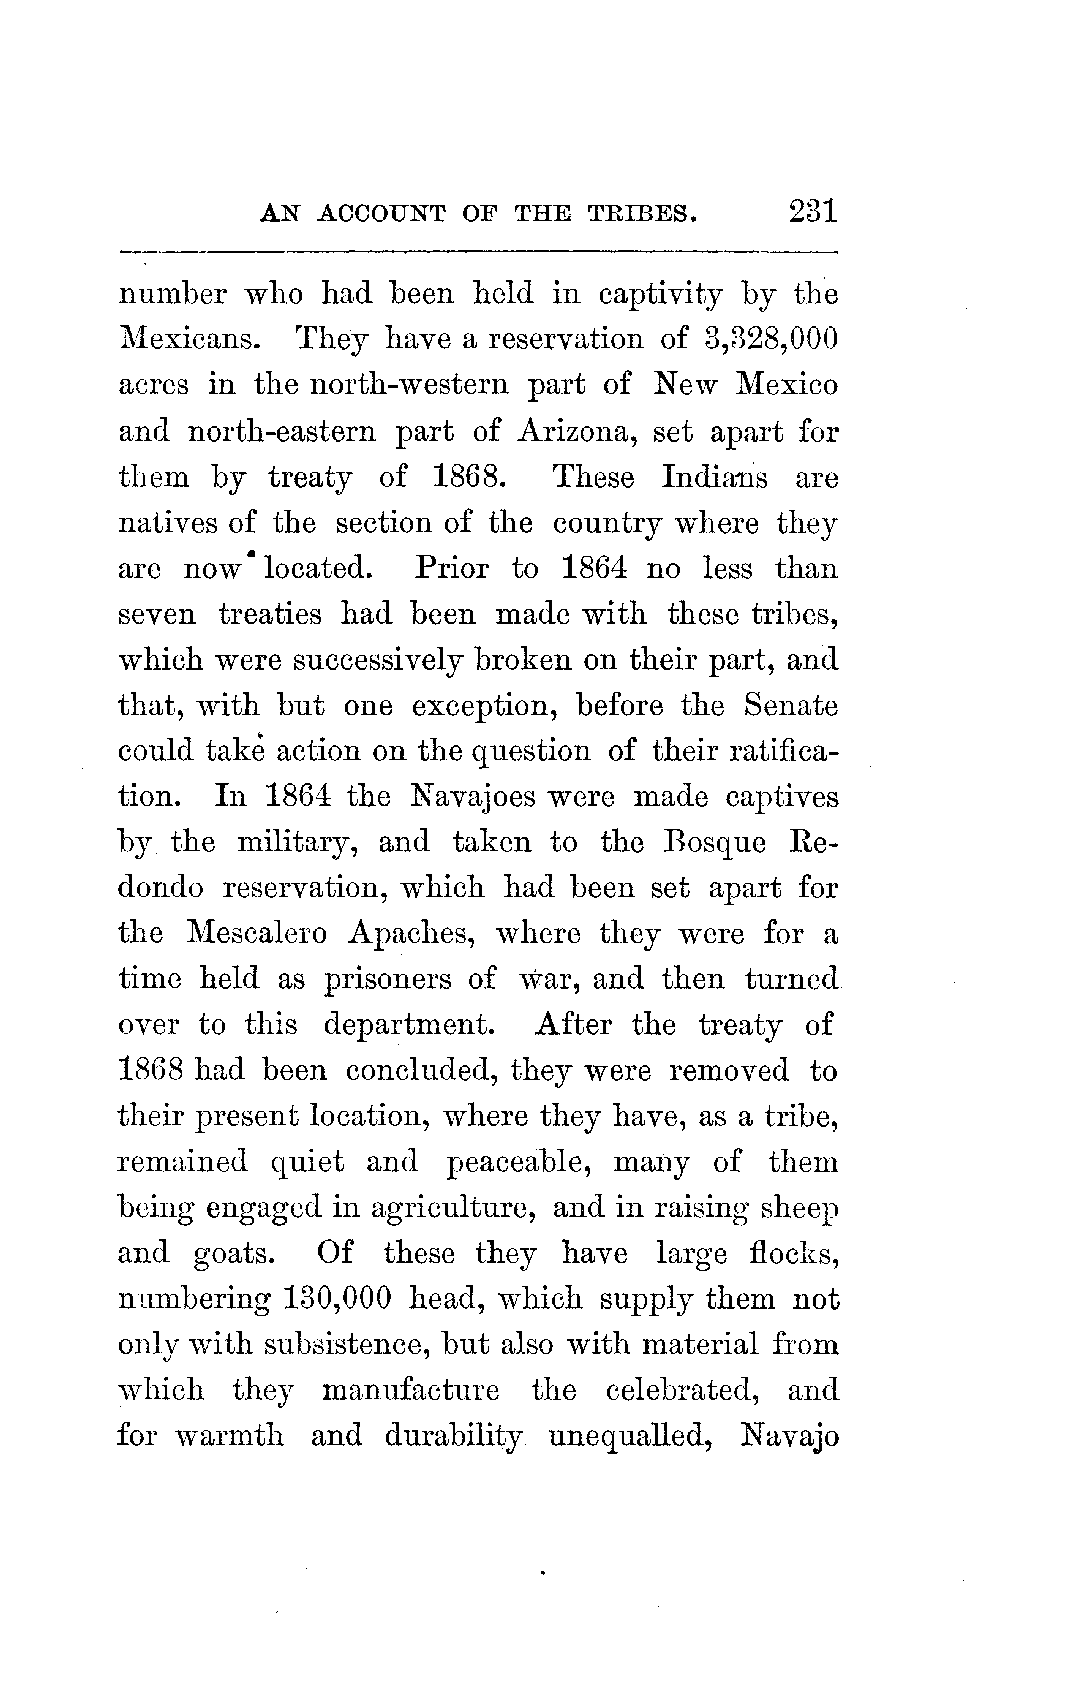 AN ACCOUNT OF THE TRIBES. 231
number who had been held in captivity by the
Mexicans. They have a reservation of 3,328,000
acres in the north-western part of New Mexico
and north-eastern part of Arizona, set apart for
them by treaty of 1868. These Indians are
natives of the section of the country where they
are now located. Prior to 1864 no less than
seven treaties had been made with these tribes,
which were successively broken on their part, and
that, with but one exception, before the Senate
could take action on the question of their ratifica-
tion. In 1864 the Navajoes were made captives
by the military, and taken to the Bosque Re-
dondo reservation, which had been set apart for
the Mescalero Apaches, where they were for a
time held as prisoners of war, and then turned
over to this department. After the treaty of
1868 had been concluded, they were removed to
their present location, where they have, as a tribe,
remained quiet and peaceable, many of them
being engaged in agriculture, and in raising sheep
and goats. Of these they have large flocks,
numbering 130,000 head, which supply them not
only with subsistence, but also with material from
which they manufacture the celebrated, and
for warmth and durability unequalled, Navajo